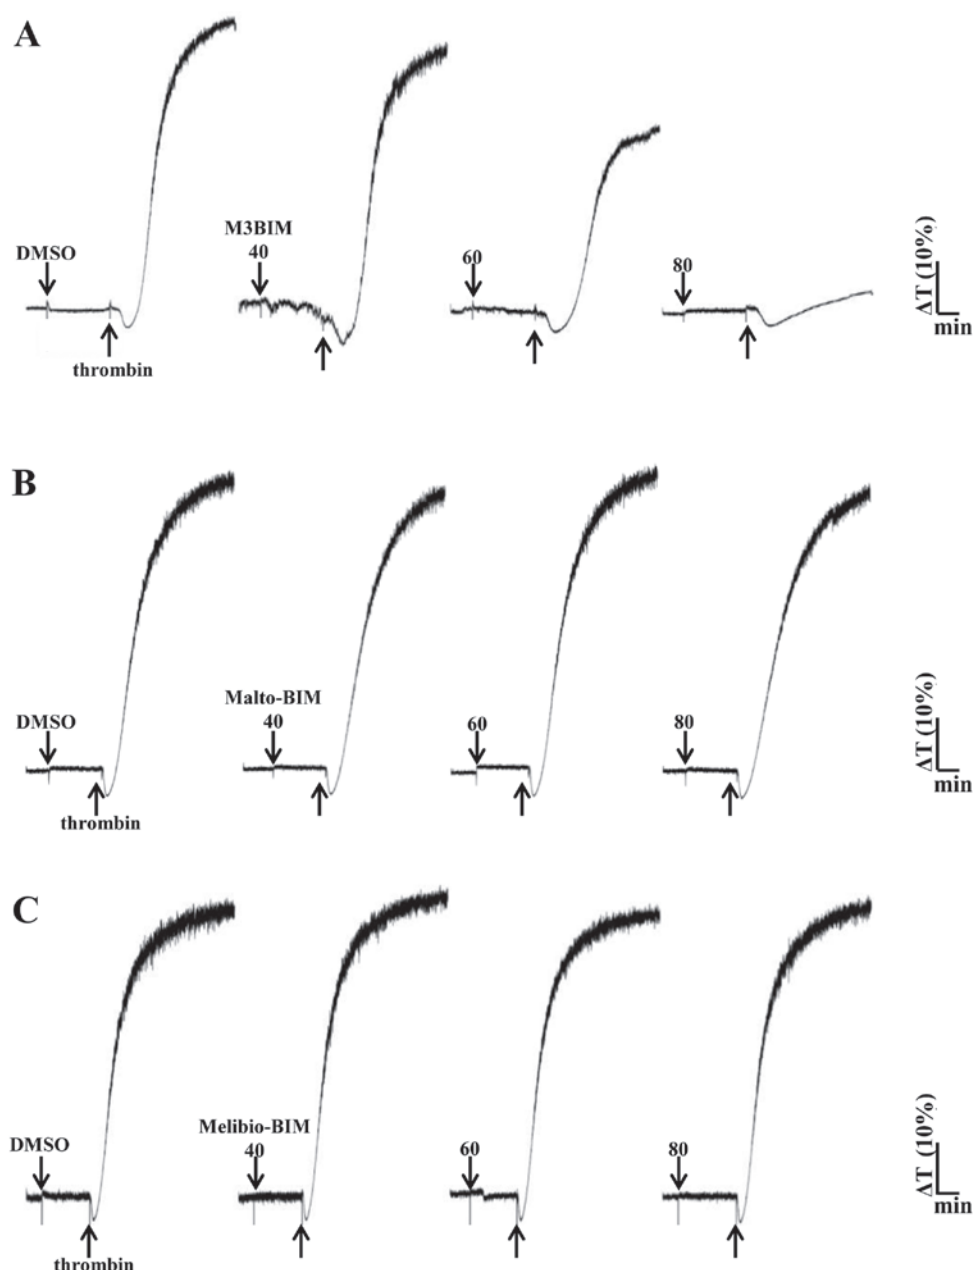 A
DMSO
thrombin
M3BIM
40
60
80
ΔT (10%)
min
B
DMSO
thrombin
Malto-BIM
40
60
80
ΔT (10%)
min
C
DMSO
thrombin
Melibio-BIM
40
60
80
ΔT (10%)
min